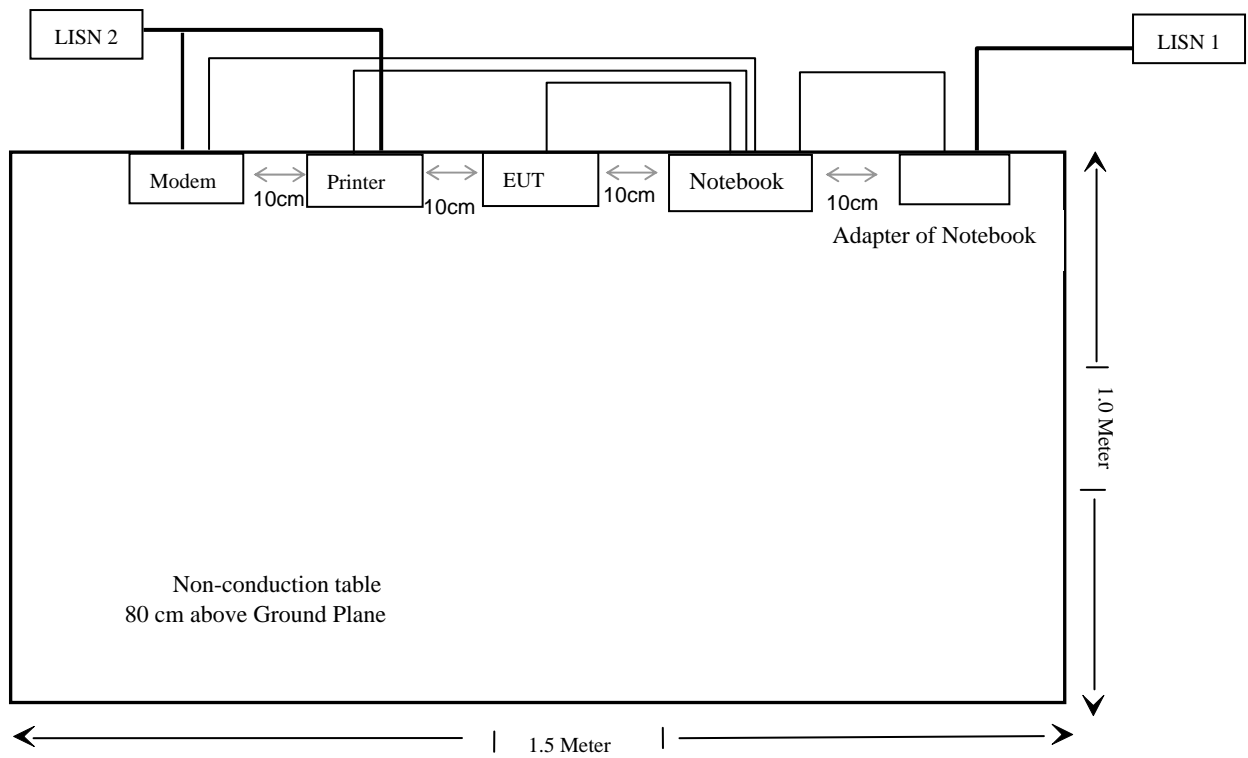 LISN 2
LISN 1
Modem
Printer
EUT
Notebook
10cm
10cm
10cm
10cm
Adapter of Notebook
1.0 Meter
Non-conduction table
80 cm above Ground Plane
1.5 Meter